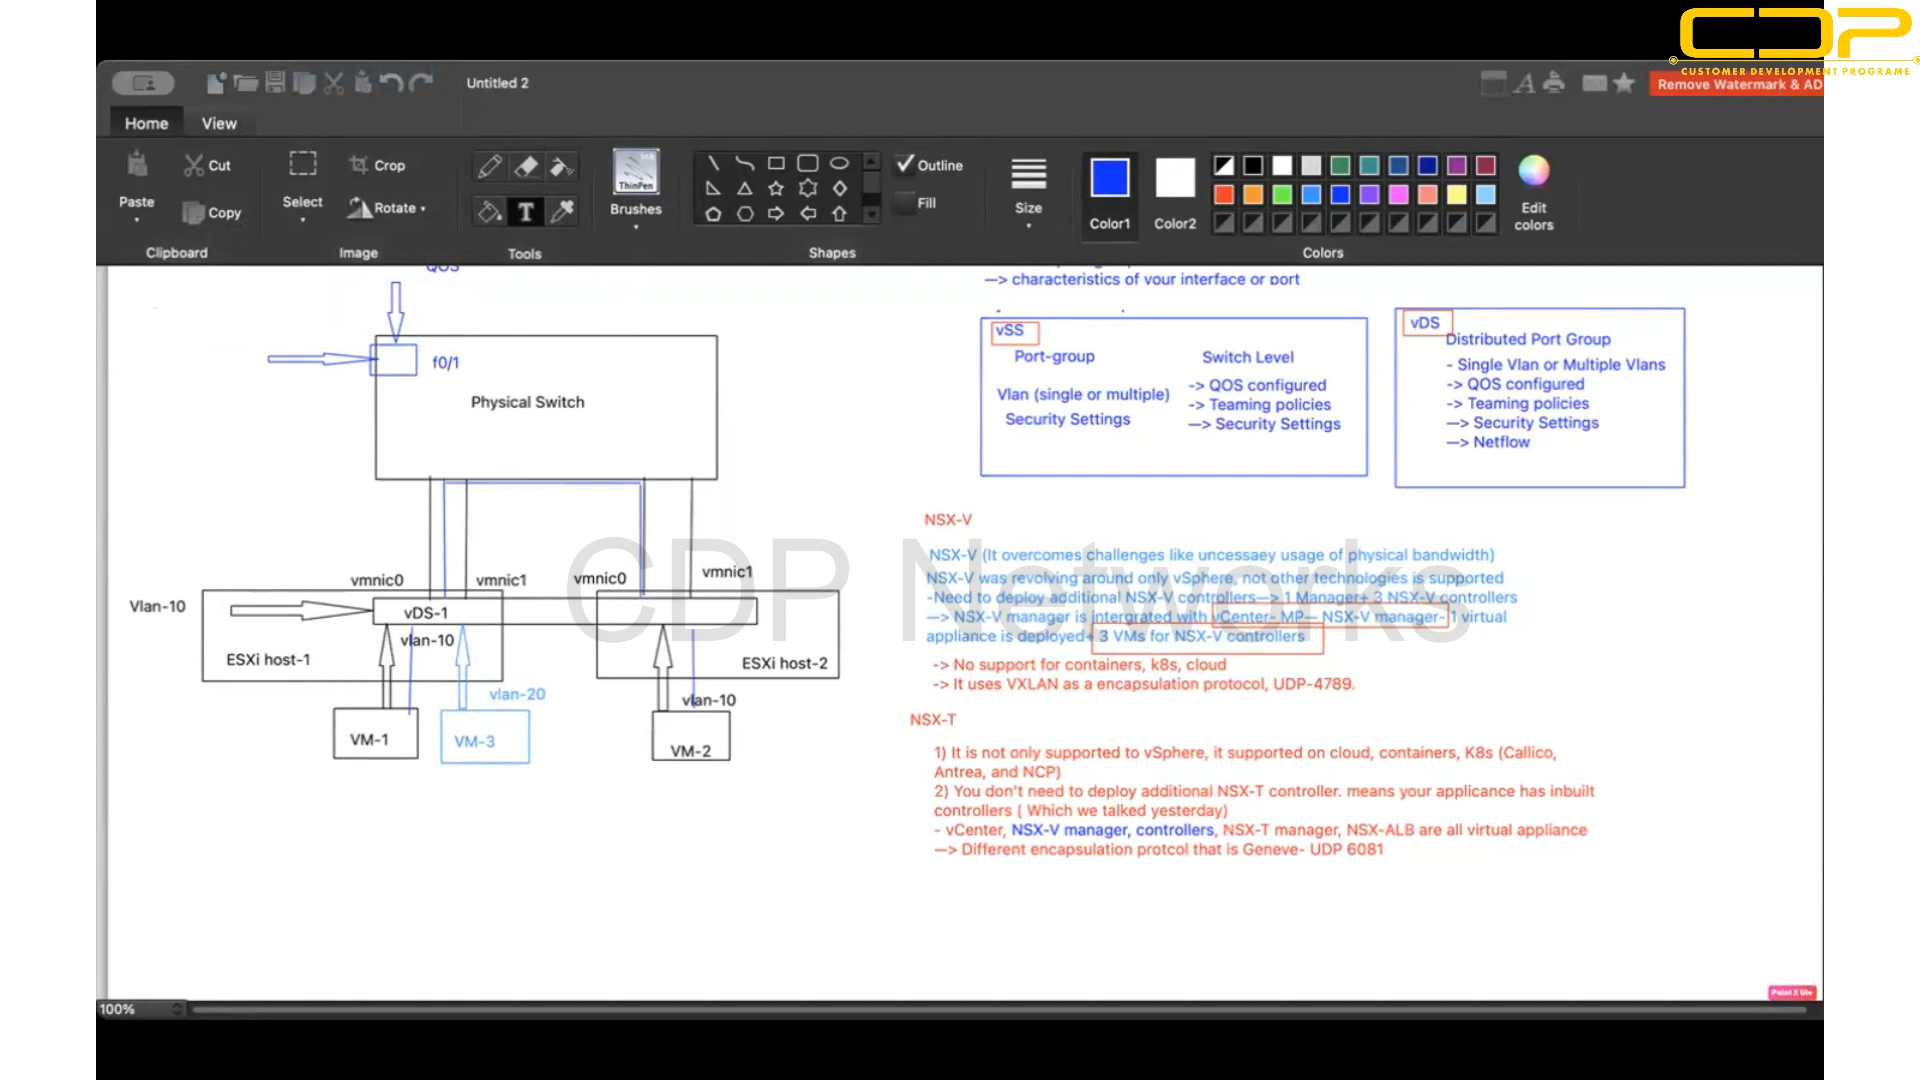 CDP
CUSTOMER DEVELOPMENT PROGRAME
Untitled 2
Remove Watermark & AD
Home
View
Paste
Cut
Copy
Clipboard
Select
Crop
Rotate
Image
Tools
ThinPen
Brushes
Shapes
Outline
Fill
Size
Color1
Color2
Colors
Edit
colors
QOS
f0/1
Physical Switch
vmnic0
vmnic1
vmnic0
vmnic1
Vlan-10
vDS-1
vlan-10
ESXi host-1
ESXi host-2
vlan-20
vlan-10
VM-1
VM-3
VM-2
—> characteristics of your interface or port
vSS
Port-group
Vlan (single or multiple)
Security Settings
Switch Level
-> QOS configured
-> Teaming policies
—> Security Settings
vDS
Distributed Port Group
- Single Vlan or Multiple Vlans
-> QOS configured
-> Teaming policies
—> Security Settings
—> Netflow
NSX-V
NSX-V (It overcomes challenges like uncessaey usage of physical bandwidth)
NSX-V was revolving around only vSphere, not other technologies is supported
-Need to deploy additional NSX-V controllers—> 1 Manager+ 3 NSX-V controllers
—> NSX-V manager is intergrated with vCenter- MP— NSX-V manager- 1 virtual
appliance is deployed+ 3 VMs for NSX-V controllers
-> No support for containers, k8s, cloud
-> It uses VXLAN as a encapsulation protocol, UDP-4789.
NSX-T
1) It is not only supported to vSphere, it supported on cloud, containers, K8s (Callico,
Antrea, and NCP)
2) You don't need to deploy additional NSX-T controller. means your applicance has inbuilt
controllers ( Which we talked yesterday)
- vCenter, NSX-V manager, controllers, NSX-T manager, NSX-ALB are all virtual appliance
—> Different encapsulation protcol that is Geneve- UDP 6081
CDP Networks
100%
Paint X lite